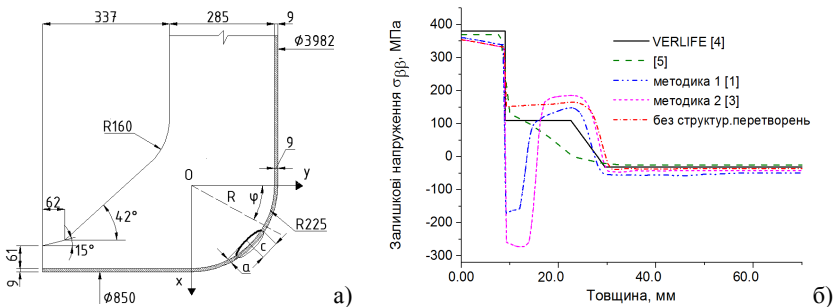 337
285
9
ø3982
R160
9
62
O
y
R
φ
42°
R225
15°
61
9
c
a
x
ø850
а)
Залишкові напруження σββ, МПа
400
300
200
100
0
-100
-200
-300
0.00
20.0
40.0
60.0
Товщина, мм
VERLIFE [4]
[5]
методика 1 [1]
методика 2 [3]
без структур.перетворень
б)